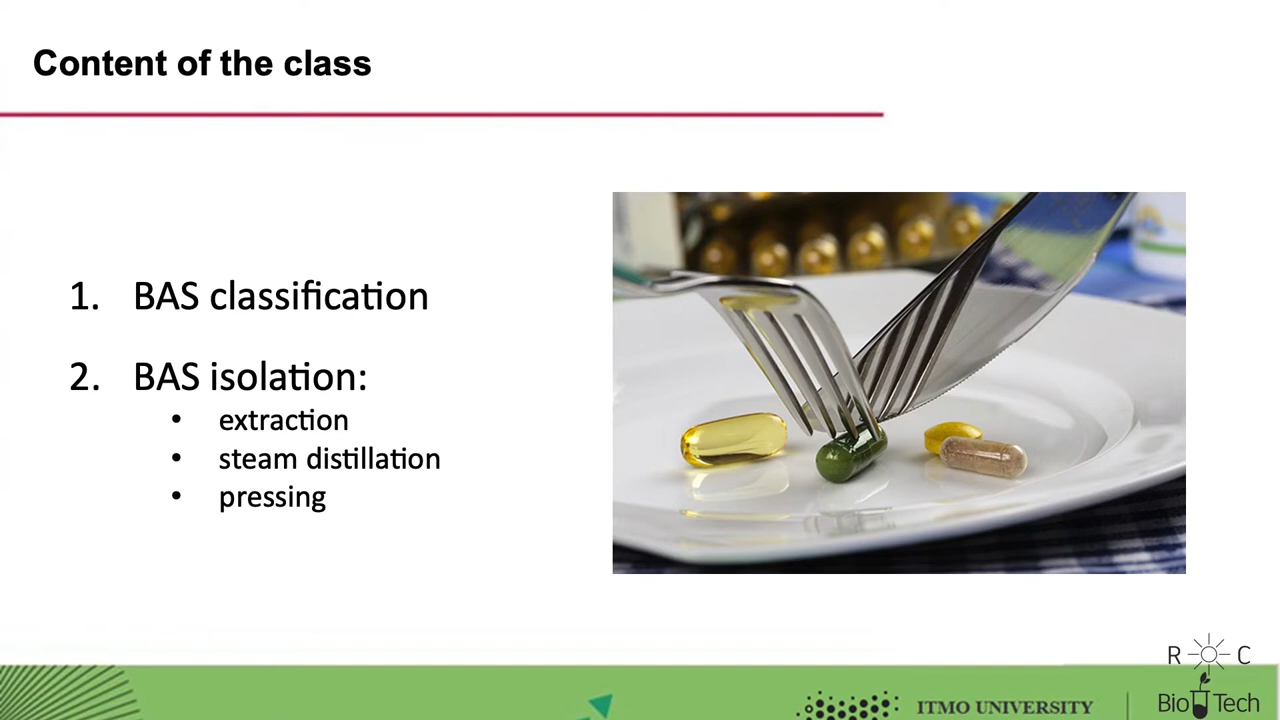 Content of the class
1. BAS classification
2. BAS isolation:
• extraction
• steam distillation
• pressing
ITMO UNIVERSITY
R C
Bio Tech